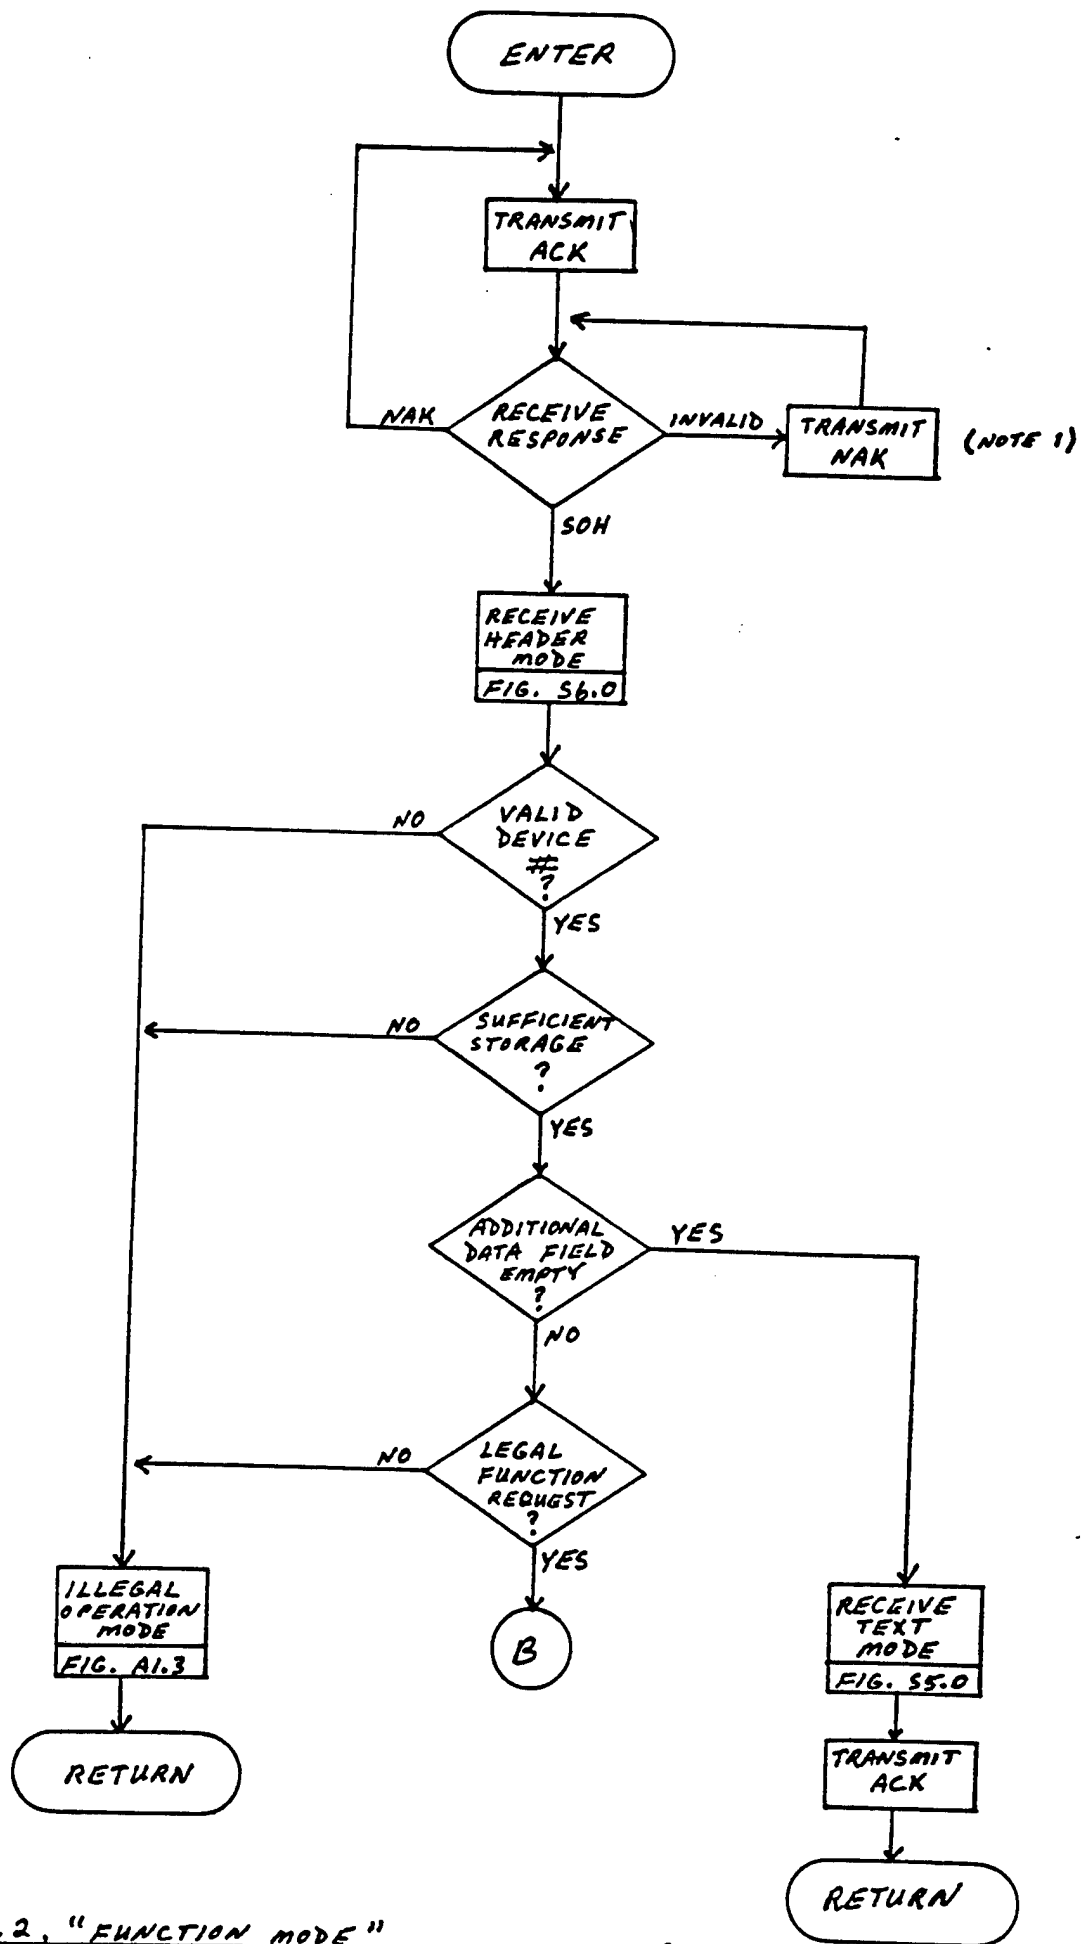 ENTER
TRANSMIT
ACK
NAK
RECEIVE
RESPONSE
INVALID
TRANSMIT
NAK
(NOTE 1)
SOH
RECEIVE
HEADER
MODE
FIG. S6.0
NO
VALID
DEVICE
#
?
YES
NO
SUFFICIENT
STORAGE
?
YES
ADDITIONAL
DATA FIELD
EMPTY
?
YES
NO
NO
LEGAL
FUNCTION
REQUEST
?
YES
ILLEGAL
OPERATION
MODE
FIG. A1.3
B
RECEIVE
TEXT
MODE
FIG. S5.0
RETURN
TRANSMIT
ACK
RETURN
.2, "FUNCTION MODE"